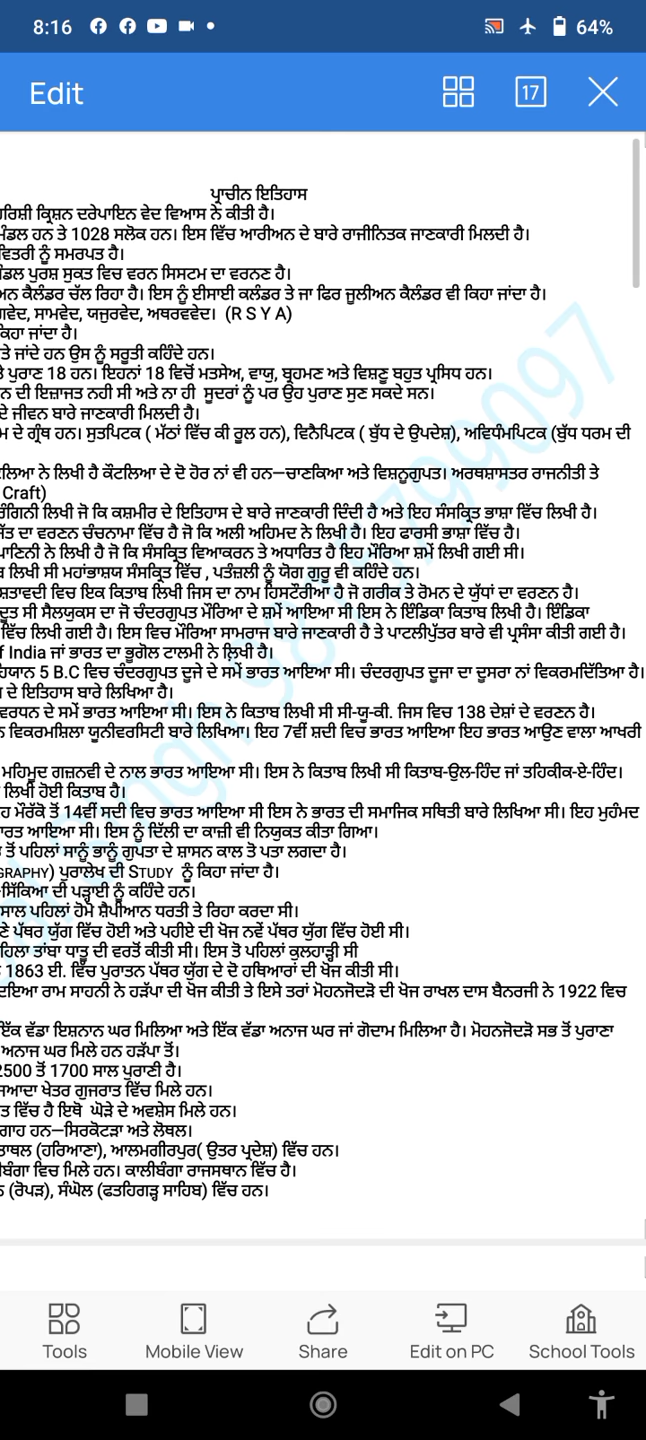 8:16
64%
Edit
17
ਪ੍ਰਾਚੀਨ ਇਤਿਹਾਸ
ਹਰਿਸ਼ੀ ਕ੍ਰਿਸ਼ਨ ਦਰੇਪਾਇਨ ਵੇਦ ਵਿਆਸ ਨੇ ਕੀਤੀ ਹੈ।
ਮੰਡਲ ਹਨ ਤੇ 1028 ਸਲੋਕ ਹਨ। ਇਸ ਵਿੱਚ ਆਰੀਅਨ ਦੇ ਬਾਰੇ ਰਾਜੀਨਿਤਕ ਜਾਣਕਾਰੀ ਮਿਲਦੀ ਹੈ।
ਵਿਤਰੀ ਨੂੰ ਸਮਰਪਤ ਹੈ।
ਮੰਡਲ ਪੁਰਸ਼ ਸੁਕਤ ਵਿਚ ਵਰਨ ਸਿਸਟਮ ਦਾ ਵਰਨਣ ਹੈ।
ਅਨ ਕੈਲੰਡਰ ਚੱਲ ਰਿਹਾ ਹੈ। ਇਸ ਨੂੰ ਈਸਾਈ ਕਲੰਡਰ ਤੇ ਜਾ ਫਿਰ ਜੂਲੀਅਨ ਕੈਲੰਡਰ ਵੀ ਕਿਹਾ ਜਾਂਦਾ ਹੈ।
ਗਵੇਦ, ਸਾਮਵੇਦ, ਯਜੁਰਵੇਦ, ਅਥਰਵਵੇਦ। (R S Y A)
ਕਿਹਾ ਜਾਂਦਾ ਹੈ।
ਤੇ ਜਾਂਦੇ ਹਨ ਉਸ ਨੂੰ ਸਰੂਤੀ ਕਹਿੰਦੇ ਹਨ।
ਪੁਰਾਣ 18 ਹਨ। ਇਹਨਾਂ 18 ਵਿਚੋਂ ਮਤਸੇਅ, ਵਾਯੁ, ਬ੍ਰਹਮਣ ਅਤੇ ਵਿਸ਼ਣੂ ਬਹੁਤ ਪ੍ਰਸਿਧ ਹਨ।
ਨ ਦੀ ਇਜ਼ਾਜਤ ਨਹੀ ਸੀ ਅਤੇ ਨਾ ਹੀ ਸੂਦਰਾਂ ਨੂੰ ਪਰ ਉਹ ਪੁਰਾਣ ਸੁਣ ਸਕਦੇ ਸਨ।
ਦੇ ਜੀਵਨ ਬਾਰੇ ਜਾਣਕਾਰੀ ਮਿਲਦੀ ਹੈ।
ਮ ਦੇ ਗ੍ਰੰਥ ਹਨ। ਸੁਤਪਿਟਕ ( ਮੱਠਾਂ ਵਿੱਚ ਕੀ ਰੂਲ ਹਨ), ਵਿਨੈਪਿਟਕ ( ਬੁੱਧ ਦੇ ਉਪਦੇਸ਼), ਅਵਿਧੰਮਪਿਟਕ (ਬੁੱਧ ਧਰਮ ਦੀ
ਟਲਿਆ ਨੇ ਲਿਖੀ ਹੈ ਕੌਟਲਿਆ ਦੇ ਦੋ ਹੋਰ ਨਾਂ ਵੀ ਹਨ—ਚਾਣਕਿਆ ਅਤੇ ਵਿਸ਼ਨੂਗੁਪਤ। ਅਰਥਸ਼ਾਸਤਰ ਰਾਜਨੀਤੀ ਤੇ
Craft)
ਰੰਗਿਨੀ ਲਿਖੀ ਜੋ ਕਿ ਕਸ਼ਮੀਰ ਦੇ ਇਤਿਹਾਸ ਦੇ ਬਾਰੇ ਜਾਣਕਾਰੀ ਦਿੰਦੀ ਹੈ ਅਤੇ ਇਹ ਸੰਸਕ੍ਰਿਤ ਭਾਸ਼ਾ ਵਿੱਚ ਲਿਖੀ ਹੈ।
ਜੱਤ ਦਾ ਵਰਣਨ ਚੰਚਨਾਮਾ ਵਿੱਚ ਹੈ ਜੋ ਕਿ ਅਲੀ ਅਹਿਮਦ ਨੇ ਲਿਖੀ ਹੈ। ਇਹ ਫਾਰਸੀ ਭਾਸ਼ਾ ਵਿੱਚ ਹੈ।
ਪਾਣਿਨੀ ਨੇ ਲਿਖੀ ਹੈ ਜੋ ਕਿ ਸੰਸਕ੍ਰਿਤ ਵਿਆਕਰਨ ਤੇ ਅਧਾਰਿਤ ਹੈ ਇਹ ਮੌਰਿਆ ਸ਼ਮੇਂ ਲਿਖੀ ਗਈ ਸੀ।
ਲਿਖੀ ਸੀ ਮਹਾਂਭਾਸ਼ਯ ਸੰਸਕ੍ਰਿਤ ਵਿੱਚ , ਪਤੰਜ਼ਲੀ ਨੂੰ ਯੋਗ ਗੁਰੂ ਵੀ ਕਹਿੰਦੇ ਹਨ।
ਸ਼ਤਾਵਦੀ ਵਿਚ ਇਕ ਕਿਤਾਬ ਲਿਖੀ ਜਿਸ ਦਾ ਨਾਮ ਹਿਸਟੌਰੀਆ ਹੈ ਜੋ ਗਰੀਕ ਤੇ ਰੋਮਨ ਦੇ ਯੁੱਧਾਂ ਦਾ ਵਰਣਨ ਹੈ।
ਦੂਤ ਸੀ ਸੈਲਯੁਕਸ ਦਾ ਜੋ ਚੰਦਰਗੁਪਤ ਮੌਰਿਆ ਦੇ ਸ਼ਮੇਂ ਆਇਆ ਸੀ ਇਸ ਨੇ ਇੰਡਿਕਾ ਕਿਤਾਬ ਲਿਖੀ ਹੈ। ਇੰਡਿਕਾ
ਵਿੱਚ ਲਿਖੀ ਗਈ ਹੈ। ਇਸ ਵਿਚ ਮੌਰਿਆ ਸਾਮਰਾਜ ਬਾਰੇ ਜਾਣਕਾਰੀ ਹੈ ਤੇ ਪਾਟਲੀਪੁੱਤਰ ਬਾਰੇ ਵੀ ਪ੍ਰਸੰਸਾ ਕੀਤੀ ਗਈ ਹੈ।
f India ਜਾਂ ਭਾਰਤ ਦਾ ਭੂਗੋਲ ਟਾਲਮੀ ਨੇ ਲਿਖੀ ਹੈ।
ਹਿਯਾਨ 5 B.C ਵਿਚ ਚੰਦਰਗੁਪਤ ਦੂਜੇ ਦੇ ਸਮੇਂ ਭਾਰਤ ਆਇਆ ਸੀ। ਚੰਦਰਗੁਪਤ ਦੂਜਾ ਦਾ ਦੂਸਰਾ ਨਾਂ ਵਿਕਰਮਦਿੱਤਿਆ ਹੈ।
ਦੇ ਇਤਿਹਾਸ ਬਾਰੇ ਲਿਖਿਆ ਹੈ।
ਵਰਧਨ ਦੇ ਸਮੇਂ ਭਾਰਤ ਆਇਆ ਸੀ। ਇਸ ਨੇ ਕਿਤਾਬ ਲਿਖੀ ਸੀ ਸੀ-ਯੂ-ਕੀ. ਜਿਸ ਵਿਚ 138 ਦੇਸ਼ਾਂ ਦੇ ਵਰਣਨ ਹੈ।
ਨ ਵਿਕਰਮਸ਼ਿਲਾ ਯੂਨੀਵਰਸਿਟੀ ਬਾਰੇ ਲਿਖਿਆ। ਇਹ 7ਵੀਂ ਸ਼ਦੀ ਵਿਚ ਭਾਰਤ ਆਇਆ ਇਹ ਭਾਰਤ ਆਉਣ ਵਾਲਾ ਆਖਰੀ
ਮਹਿਮੂਦ ਗਜ਼ਨਵੀ ਦੇ ਨਾਲ ਭਾਰਤ ਆਇਆ ਸੀ। ਇਸ ਨੇ ਕਿਤਾਬ ਲਿਖੀ ਸੀ ਕਿਤਾਬ-ਉਲ-ਹਿੰਦ ਜਾਂ ਤਹਿਕੀਕ-ਏ-ਹਿੰਦ।
ਲਿਖੀ ਹੋਈ ਕਿਤਾਬ ਹੈ।
ਹ ਮੌਰੱਕੋ ਤੋਂ 14ਵੀਂ ਸਦੀ ਵਿਚ ਭਾਰਤ ਆਇਆ ਸੀ ਇਸ ਨੇ ਭਾਰਤ ਦੀ ਸਮਾਜਿਕ ਸਥਿਤੀ ਬਾਰੇ ਲਿਖਿਆ ਸੀ। ਇਹ ਮੁਹੰਮਦ
ਾਰਤ ਆਇਆ ਸੀ। ਇਸ ਨੂੰ ਦਿੱਲੀ ਦਾ ਕਾਜ਼ੀ ਵੀ ਨਿਯੁਕਤ ਕੀਤਾ ਗਿਆ।
ਤੋਂ ਪਹਿਲਾਂ ਸਾਨੂੰ ਭਾਨੂੰ ਗੁਪਤਾ ਦੇ ਸ਼ਾਸਨ ਕਾਲ ਤੋ ਪਤਾ ਲਗਦਾ ਹੈ।
GRAPHY) ਪੁਰਾਲੇਖ ਦੀ STUDY ਨੂੰ ਕਿਹਾ ਜਾਂਦਾ ਹੈ।
-ਸਿੱਕਿਆ ਦੀ ਪੜ੍ਹਾਈ ਨੂੰ ਕਹਿੰਦੇ ਹਨ।
ਸਾਲ ਪਹਿਲਾਂ ਹੋਮੋ ਸ਼ੈਪੀਆਨ ਧਰਤੀ ਤੇ ਰਿਹਾ ਕਰਦਾ ਸੀ।
ਣੇ ਪੱਥਰ ਯੁੱਗ ਵਿੱਚ ਹੋਈ ਅਤੇ ਪਹੀਏ ਦੀ ਖੋਜ ਨਵੇਂ ਪੱਥਰ ਯੁੱਗ ਵਿੱਚ ਹੋਈ ਸੀ।
ਹਿਲਾ ਤਾਂਬਾ ਧਾਤੂ ਦੀ ਵਰਤੋਂ ਕੀਤੀ ਸੀ। ਇਸ ਤੋ ਪਹਿਲਾਂ ਕੁਲਹਾੜ੍ਹੀ ਸੀ
1863 ਈ. ਵਿੱਚ ਪੁਰਾਤਨ ਪੱਥਰ ਯੁੱਗ ਦੇ ਦੋ ਹਥਿਆਰਾਂ ਦੀ ਖੋਜ ਕੀਤੀ ਸੀ।
ਦਇਆ ਰਾਮ ਸਾਹਨੀ ਨੇ ਹੜੱਪਾ ਦੀ ਖੋਜ ਕੀਤੀ ਤੇ ਇਸੇ ਤਰਾਂ ਮੋਹਨਜੋਦੜੋ ਦੀ ਖੋਜ ਰਾਖਲ ਦਾਸ ਬੈਨਰਜੀ ਨੇ 1922 ਵਿਚ
ਇੱਕ ਵੱਡਾ ਇਸ਼ਨਾਨ ਘਰ ਮਿਲਿਆ ਅਤੇ ਇੱਕ ਵੱਡਾ ਅਨਾਜ ਘਰ ਜਾਂ ਗੋਦਾਮ ਮਿਲਿਆ ਹੈ। ਮੋਹਨਜੋਦੜੋ ਸਭ ਤੋਂ ਪੁਰਾਣਾ
ਅਨਾਜ ਘਰ ਮਿਲੇ ਹਨ ਹੜੱਪਾ ਤੋਂ।
2500 ਤੋਂ 1700 ਸਾਲ ਪੁਰਾਣੀ ਹੈ।
ਜ਼ਆਦਾ ਖੇਤਰ ਗੁਜਰਾਤ ਵਿੱਚ ਮਿਲੇ ਹਨ।
ਤ ਵਿੱਚ ਹੈ ਇਥੋ ਘੋੜੇ ਦੇ ਅਵਸ਼ੇਸ ਮਿਲੇ ਹਨ।
ਗਾਹ ਹਨ—ਸਿਰਕੋਟੜਾ ਅਤੇ ਲੋਥਲ।
ਤਾਥਲ (ਹਰਿਆਣਾ), ਆਲਮਗੀਰਪੁਰ( ਉਤਰ ਪ੍ਰਦੇਸ਼) ਵਿੱਚ ਹਨ।
ਬੰਗਾ ਵਿਚ ਮਿਲੇ ਹਨ। ਕਾਲੀਬੰਗਾ ਰਾਜਸਥਾਨ ਵਿੱਚ ਹੈ।
(ਰੋਪੜ), ਸੰਘੋਲ (ਫਤਹਿਗੜ੍ਹ ਸਾਹਿਬ) ਵਿੱਚ ਹਨ।
Tools
Mobile View
Share
Edit on PC
School Tools